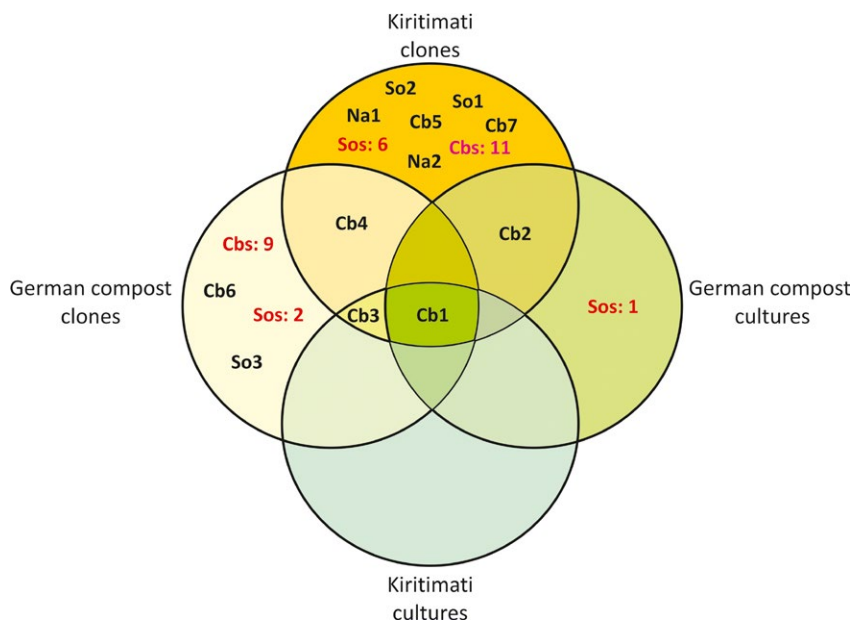 Kiritimati
clones
So2
So1
Na1
Cb5
Cb7
Sos: 6
Cbs: 11
Na2
Cb4
Cb2
Cbs: 9
German compost
clones
Cb6
Sos: 2
Cb3
Cb1
Sos: 1
German compost
cultures
So3
Kiritimati
cultures